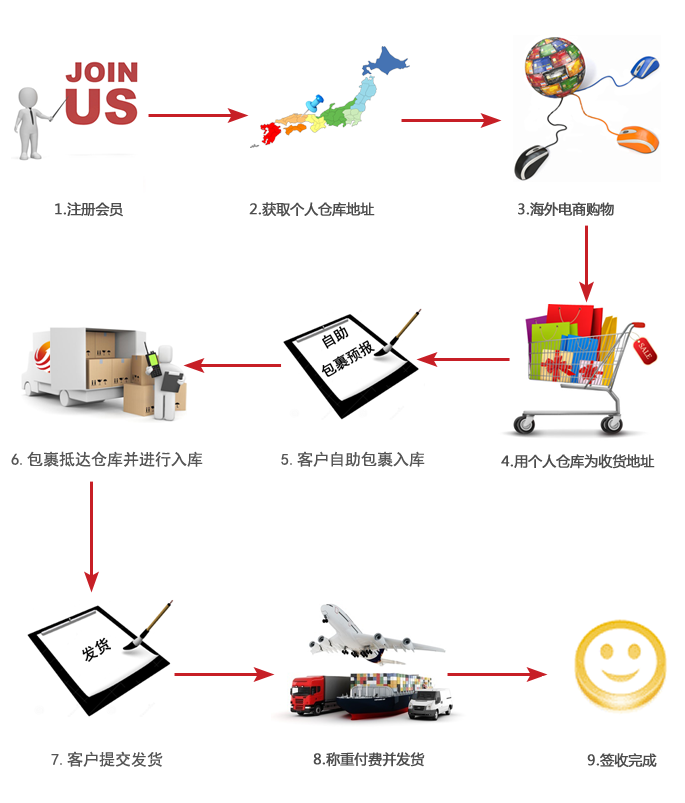 JOIN
US
1.注册会员
2.获取个人仓库地址
3.海外电商购物
SALE
4.用个人仓库为收货地址
自助
包裹预报
5. 客户自助包裹入库
6. 包裹抵达仓库并进行入库
发货
7. 客户提交发货
8.称重付费并发货
9.签收完成